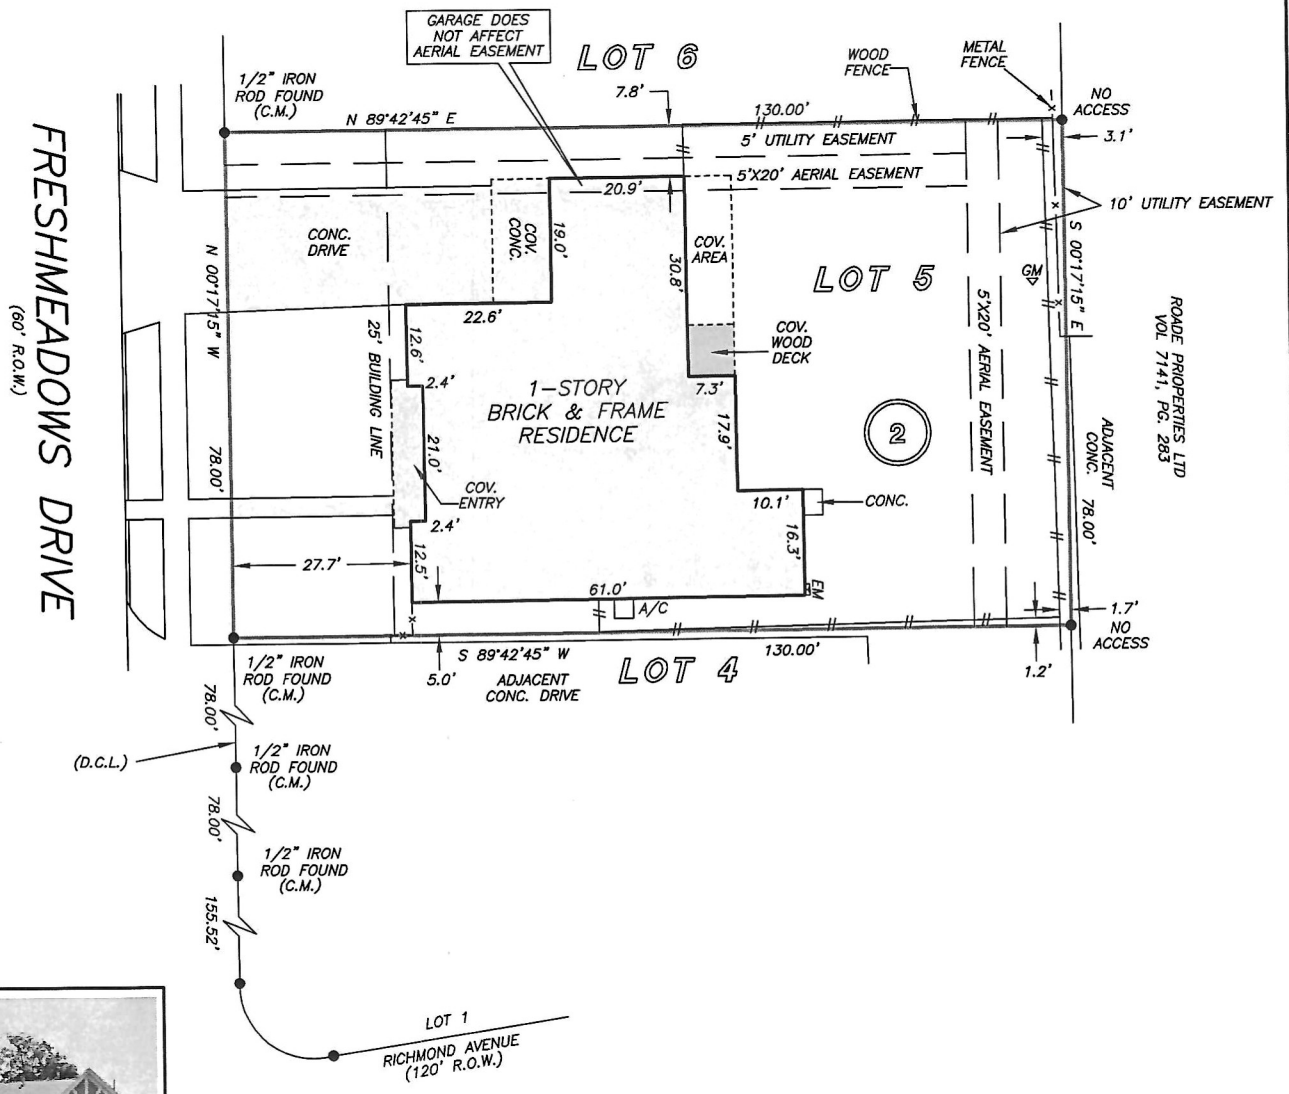 GARAGE DOES
NOT AFFECT
AERIAL EASEMENT
LOT 6
WOOD
FENCE
METAL
FENCE
NO
ACCESS
1/2" IRON
ROD FOUND
(C.M.)
7.8'
N 89°42'45" E
130.00'
3.1'
5' UTILITY EASEMENT
5'X20' AERIAL EASEMENT
10' UTILITY EASEMENT
20.9'
CONC.
DRIVE
COV.
CONC.
19.0'
30.8'
COV.
AREA
LOT 5
GM
S 00°17'15" E
N 00°17'15" W
FRESHMEADOWS DRIVE
(60' R.O.W.)
22.6'
12.6'
25' BUILDING LINE
COV.
WOOD
DECK
5'X20' AERIAL EASEMENT
ROADE PRIOPERTIES LTD
VOL 7141, PG. 283
2.4'
1-STORY
BRICK & FRAME
RESIDENCE
7.3'
17.9'
2
ADJACENT
CONC.
78.00'
78.00'
21.0'
COV.
ENTRY
2.4'
10.1'
CONC.
27.7'
12.5'
16.3'
61.0'
EM
A/C
1.7'
NO
ACCESS
S 89°42'45" W
130.00'
LOT 4
1.2'
5.0'
ADJACENT
CONC. DRIVE
1/2" IRON
ROD FOUND
(C.M.)
78.00'
(D.C.L.)
1/2" IRON
ROD FOUND
(C.M.)
78.00'
1/2" IRON
ROD FOUND
(C.M.)
155.52'
LOT 1
RICHMOND AVENUE
(120' R.O.W.)